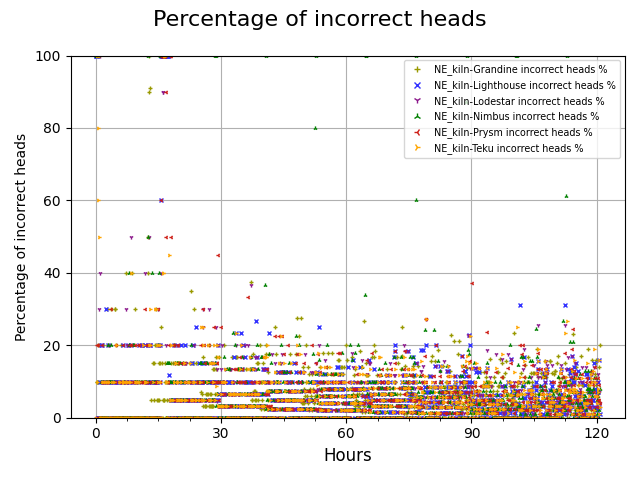 Percentage of incorrect heads
Percentage of incorrect heads
100
80
60
40
20
0
NE_kiln-Grandine incorrect heads %
NE_kiln-Lighthouse incorrect heads %
NE_kiln-Lodestar incorrect heads %
NE_kiln-Nimbus incorrect heads %
NE_kiln-Prysm incorrect heads %
NE_kiln-Teku incorrect heads %
0 30 60 90 120
Hours